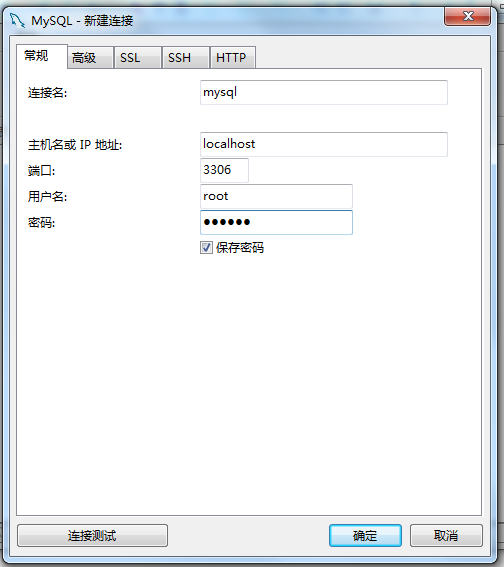 MySQL - 新建连接
常规 高级 SSL SSH HTTP
连接名: mysql
主机名或 IP 地址: localhost
端口: 3306
用户名: root
密码: ●●●●●●
保存密码
连接测试 确定 取消